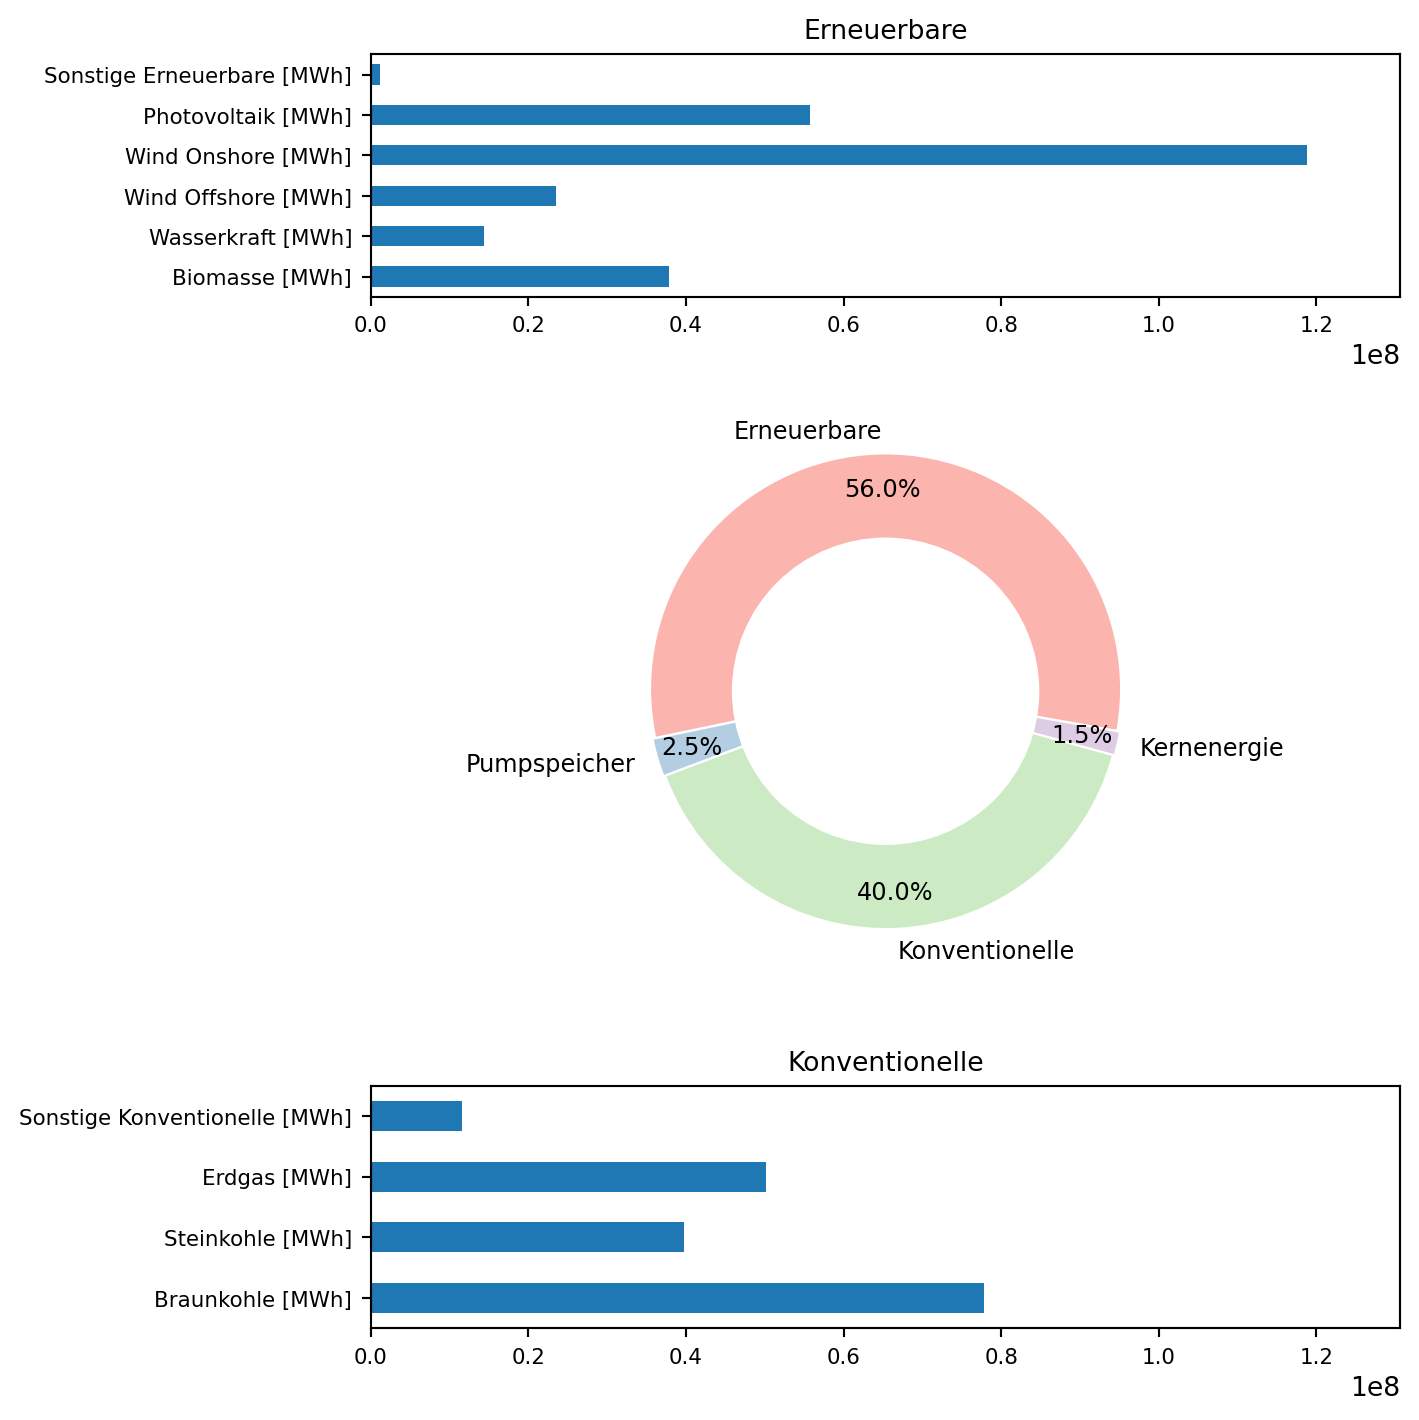 Erneuerbare
Sonstige Erneuerbare [MWh]
Photovoltaik [MWh]
Wind Onshore [MWh]
Wind Offshore [MWh]
Wasserkraft [MWh]
Biomasse [MWh]
0.0 0.2 0.4 0.6 0.8 1.0 1.2
1e8
Erneuerbare
56.0%
Pumpspeicher 2.5% 1.5% Kernenergie
40.0%
Konventionelle
Konventionelle
Sonstige Konventionelle [MWh]
Erdgas [MWh]
Steinkohle [MWh]
Braunkohle [MWh]
0.0 0.2 0.4 0.6 0.8 1.0 1.2
1e8